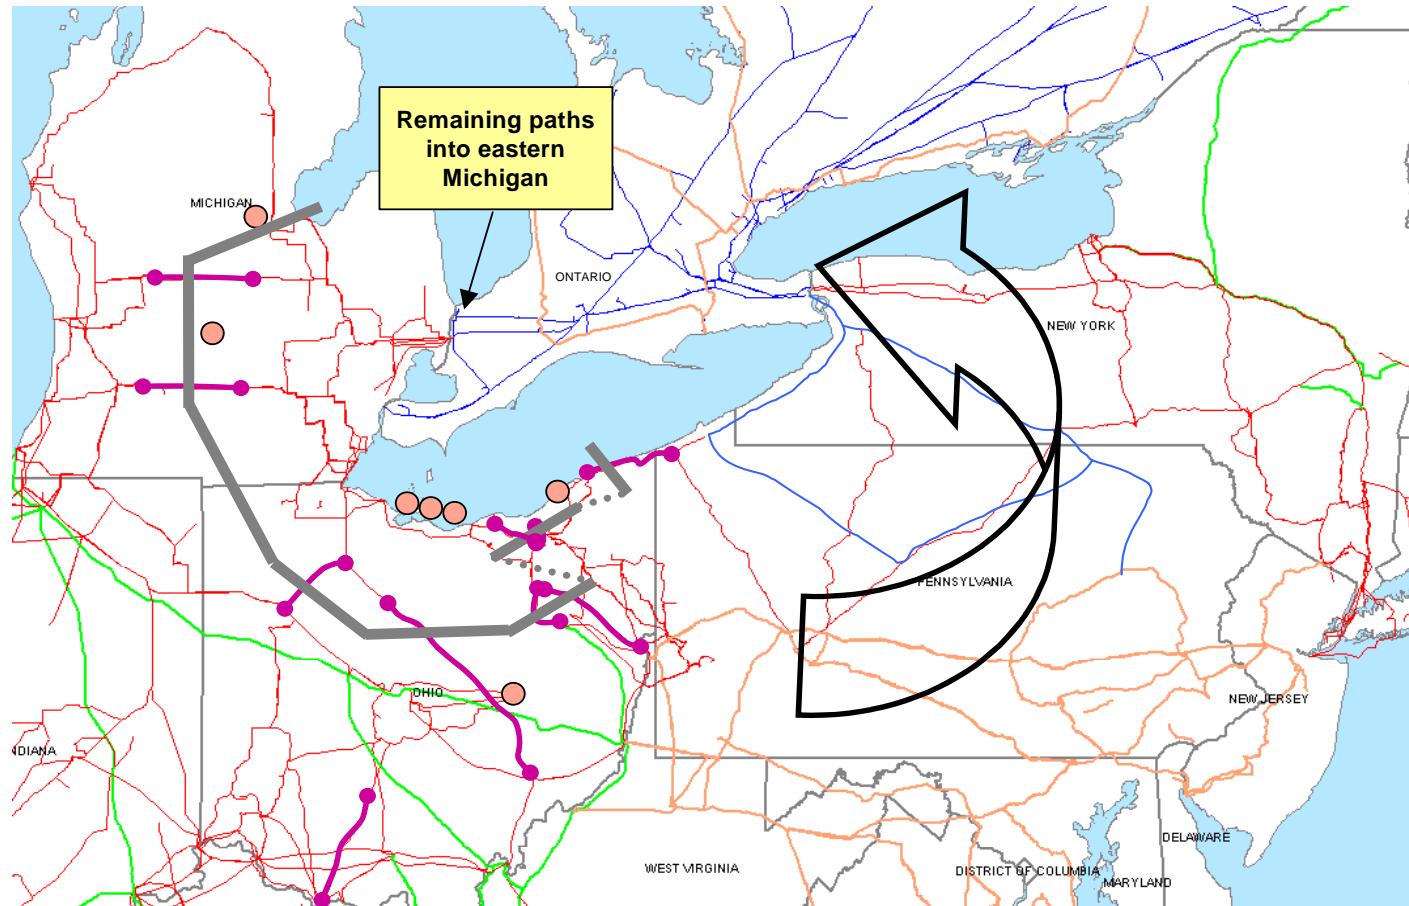 Remaining paths
into eastern
Michigan
MICHIGAN
ONTARIO
NEW YORK
PENNSYLVANIA
OHIO
NEW JERSEY
NDIANA
DELAWARE
WEST VIRGINIA
DISTRICT OF COLUMBIA
MARYLAND